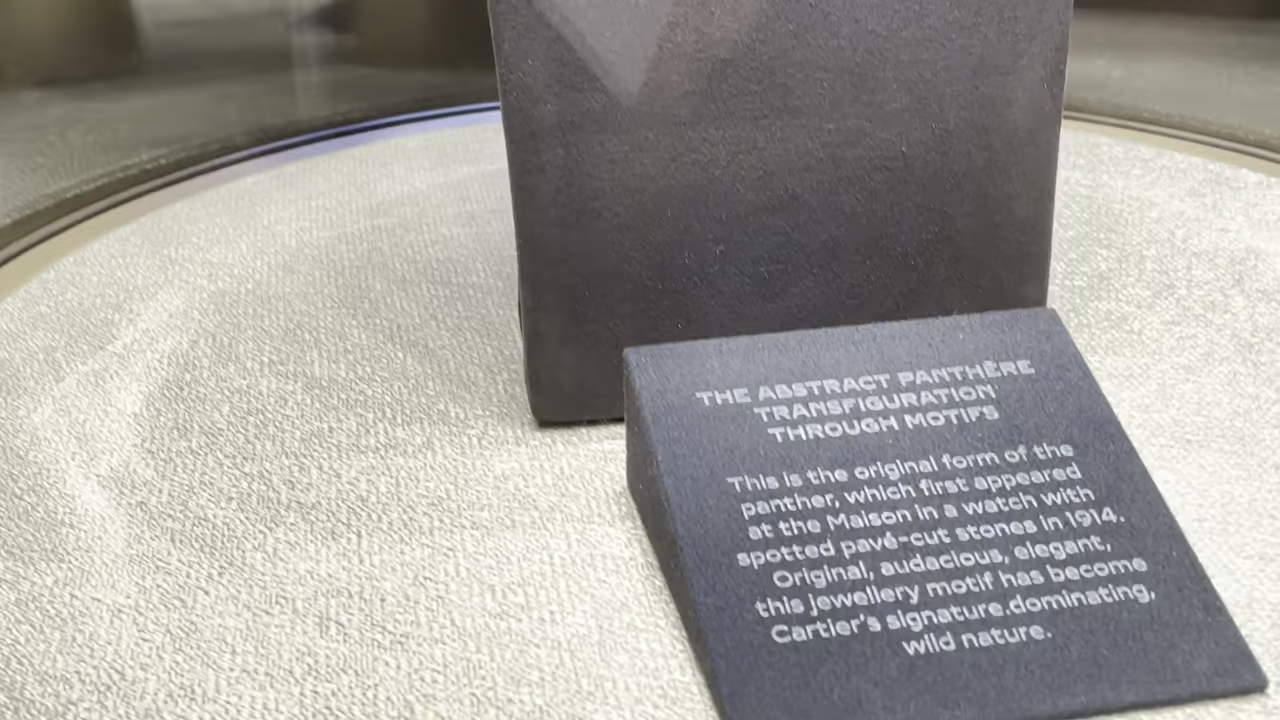 THE ABSTRACT PANTHÈRE
TRANSFIGURATION
THROUGH MOTIFS
This is the original form of the
panther, which first appeared
at the Maison in a watch with
spotted pavé-cut stones in 1914.
Original, audacious, elegant,
this jewellery motif has become
Cartier's signature.dominating,
wild nature.